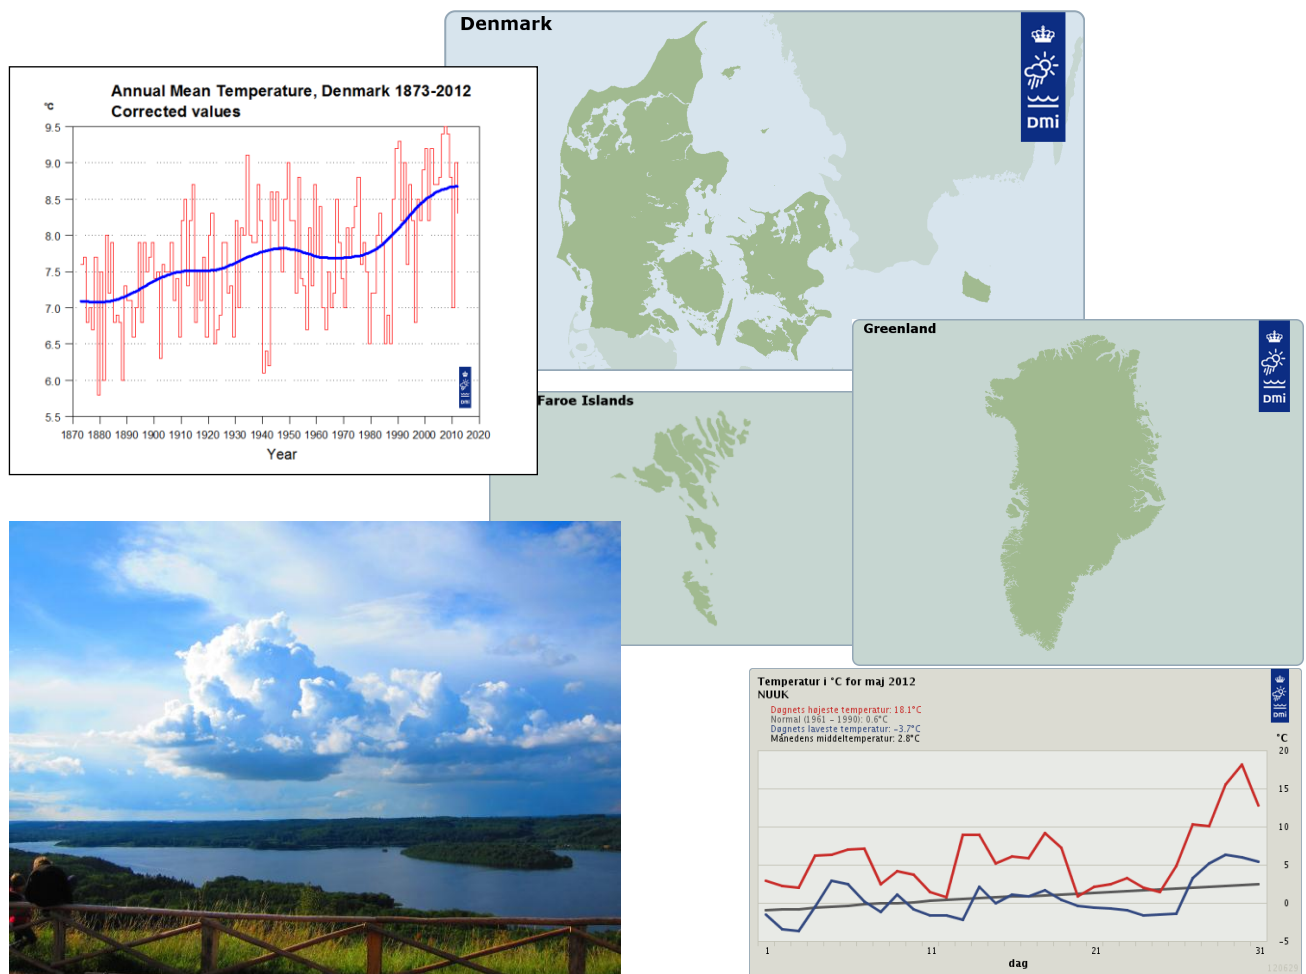 Denmark
DMi
Annual Mean Temperature, Denmark 1873-2012
Corrected values
°C
9.5
9.0
8.5
8.0
7.5
7.0
6.5
6.0
5.5
DMi
1870 1880 1890 1900 1910 1920 1930 1940 1950 1960 1970 1980 1990 2000 2010 2020
Year
Greenland
DMi
Faroe Islands
Temperatur i °C for maj 2012
NUUK
Døgnets højeste temperatur: 18.1°C
Normal (1961 - 1990): 0.6°C
Døgnets laveste temperatur: -3.7°C
Månedens middeltemperatur: 2.8°C
DMi
°C
20
15
10
5
0
-5
1 11 21 31
dag